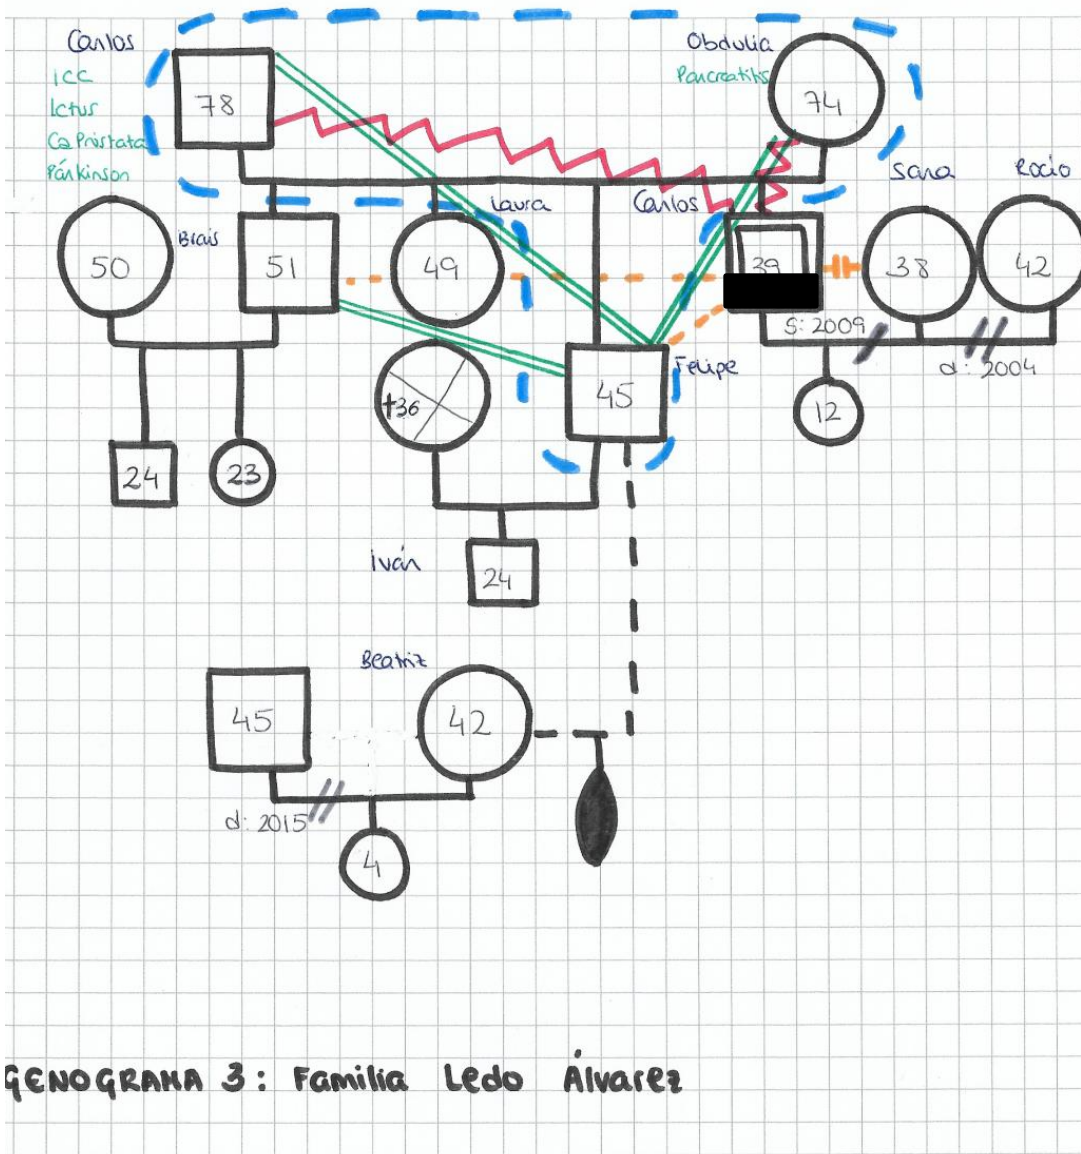 Carlos
ICC
Ictus
Ca Próstata
Párkinson
78
Obdulia
Pancreatitis
74
Sara
Rocío
50
Brais
51
Laura
49
Carlos
39
38
42
s: 2009
d: 2004
12
†36
45
Felipe
24
23
Iván
24
45
Beatriz
42
d: 2015
4
GENOGRAMA 3: Familia Ledo Álvarez